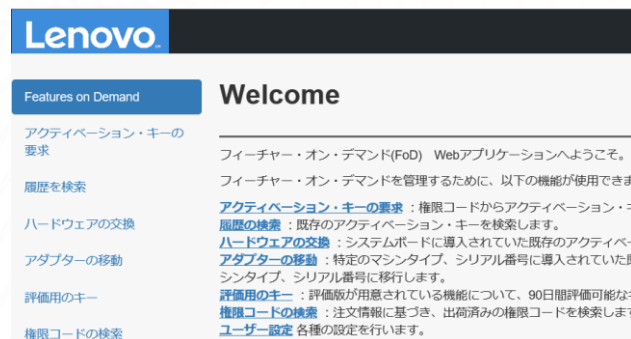 Lenovo
Features on Demand
アクティベーション・キーの
要求
履歴を検索
ハードウェアの交換
アダプターの移動
評価用のキー
権限コードの検索
Welcome
フィーチャー・オン・デマンド(FoD) Webアプリケーションへようこそ。
フィーチャー・オン・デマンドを管理するために、以下の機能が使用できま
アクティベーション・キーの要求 : 権限コードからアクティベーション・キ
履歴の検索 : 既存のアクティベーション・キーを検索します。
ハードウェアの交換 : システムボードに導入されていた既存のアクティベー
アダプターの移動 : 特定のマシンタイプ、シリアル番号に導入されていた既
シンタイプ、シリアル番号に移行します。
評価用のキー : 評価版が用意されている機能について、90日間評価可能なキ
権限コードの検索 : 注文情報に基づき、出荷済みの権限コードを検索します
ユーザー設定 各種の設定を行います。